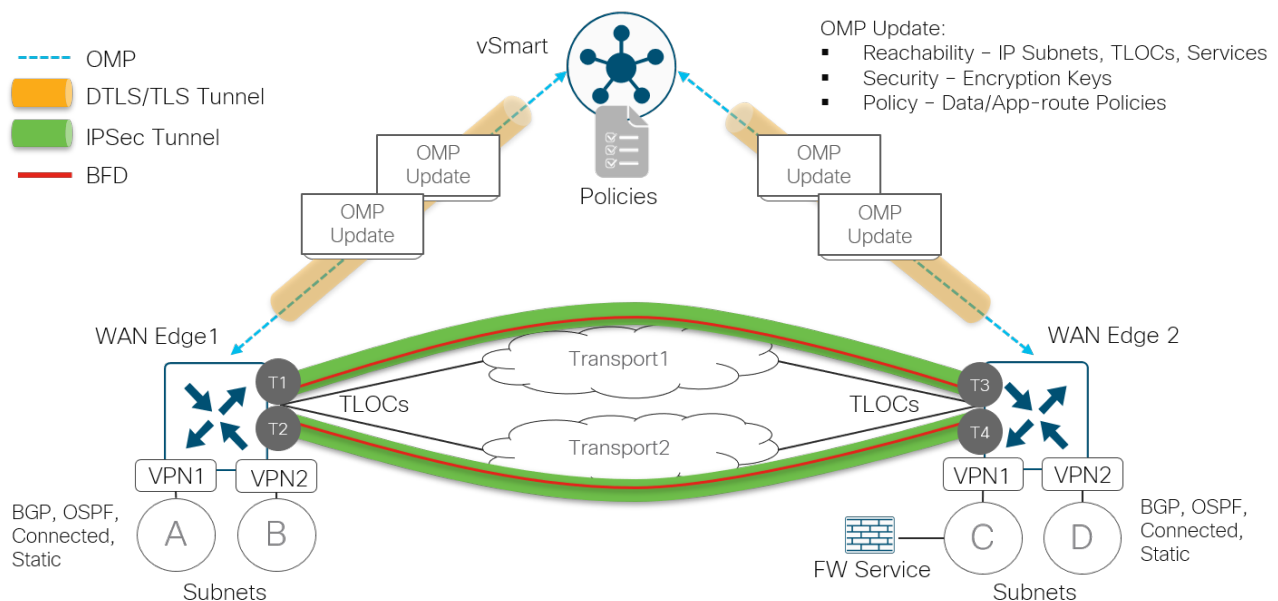 OMP
DTLS/TLS Tunnel
IPSec Tunnel
BFD
vSmart
Policies
OMP Update:
▪ Reachability – IP Subnets, TLOCs, Services
▪ Security – Encryption Keys
▪ Policy – Data/App-route Policies
OMP
Update
OMP
Update
OMP
Update
OMP
Update
WAN Edge1
WAN Edge 2
T1
T2
TLOCs
Transport1
Transport2
TLOCs
T3
T4
VPN1
VPN2
BGP, OSPF,
Connected,
Static
A
B
Subnets
VPN1
VPN2
FW Service
C
D
BGP, OSPF,
Connected,
Static
Subnets